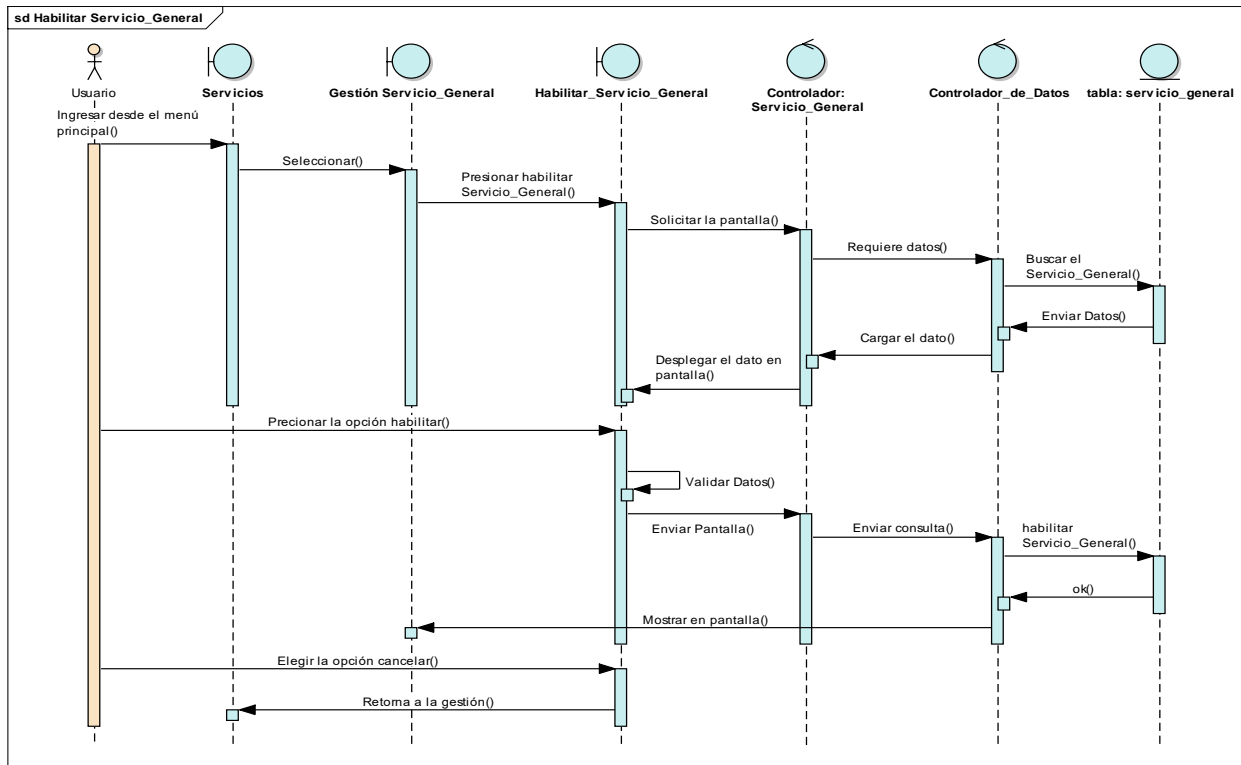 sd Habilitar Servicio_General
Usuario
Servicios
Gestión Servicio_General
Habilitar_Servicio_General
Controlador:
Servicio_General
Controlador_de_Datos
tabla: servicio_general
Ingresar desde el menú
principal()
Seleccionar()
Presionar habilitar
Servicio_General()
Solicitar la pantalla()
Requiere datos()
Buscar el
Servicio_General()
Enviar Datos()
Cargar el dato()
Desplegar el dato en
pantalla()
Precionar la opción habilitar()
Validar Datos()
Enviar Pantalla()
Enviar consulta()
habilitar
Servicio_General()
ok()
Mostrar en pantalla()
Elegir la opción cancelar()
Retorna a la gestión()